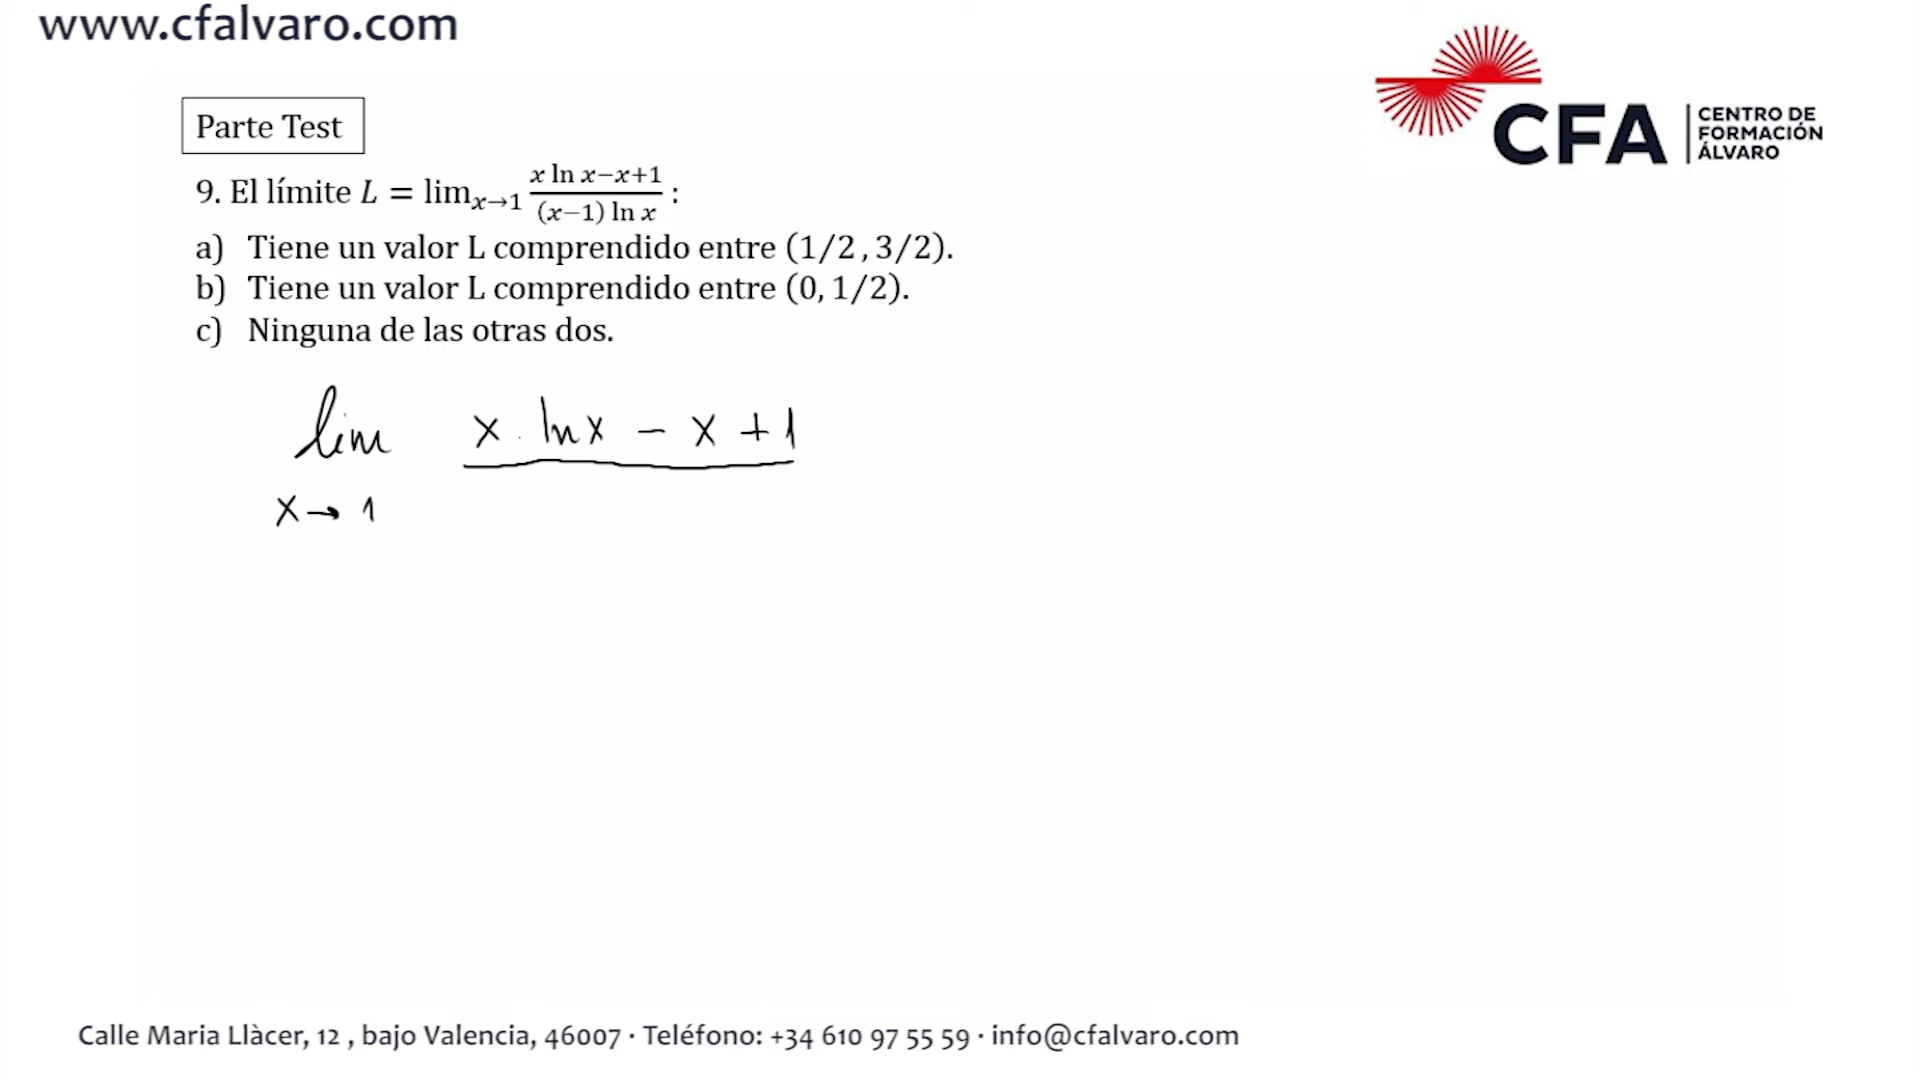 www.cfalvaro.com
CFA
CENTRO DE
FORMACIÓN
ÁLVARO
Parte Test
9. El límite L = lim_{x→1} \frac{x ln x−x+1}{(x−1) ln x} :
a) Tiene un valor L comprendido entre (1/2 , 3/2).
b) Tiene un valor L comprendido entre (0, 1/2).
c) Ninguna de las otras dos.
lim x . ln x − x + 1
x → 1
Calle Maria Llàcer, 12 , bajo Valencia, 46007 · Teléfono: +34 610 97 55 59 · info@cfalvaro.com